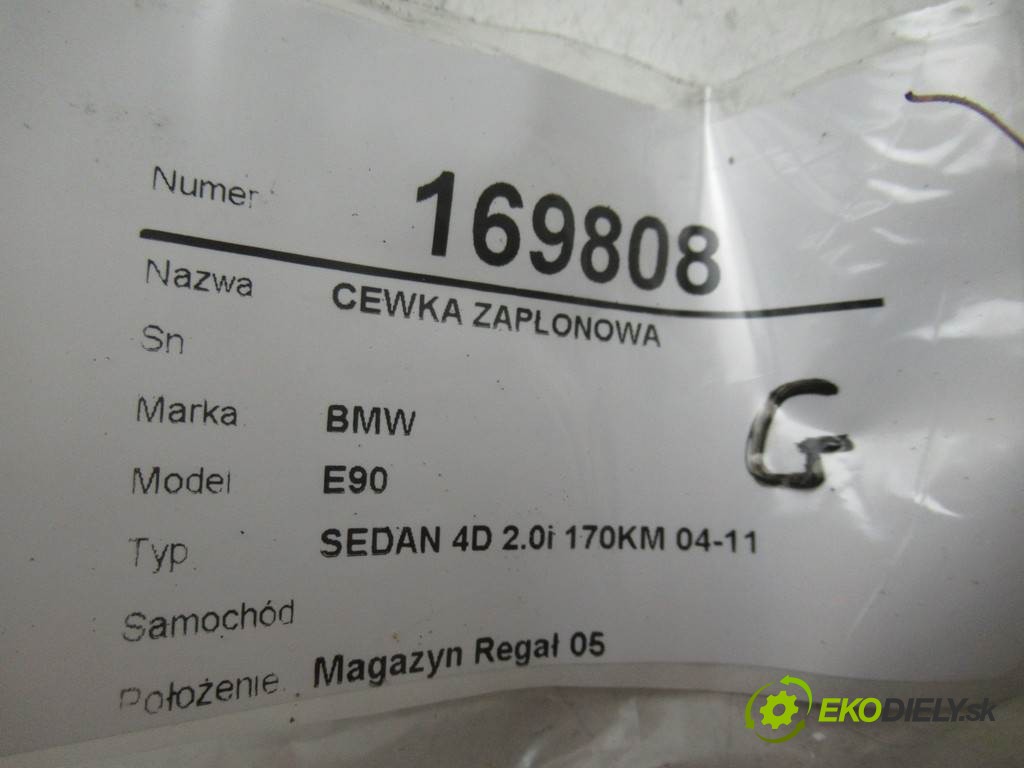 Numer 169808
Nazwa CEWKA ZAPLONOWA
Sn
Marka BMW
G
Model E90
Typ SEDAN 4D 2.0i 170KM 04-11
Samochód
Położenie Magazyn Regał 05
EKODIELY.sk